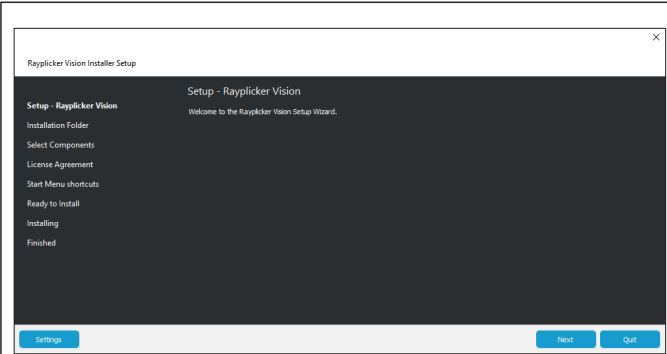 Rayplicker Vision Installer Setup
Setup - Rayplicker Vision
Installation Folder
Select Components
License Agreement
Start Menu shortcuts
Ready to Install
Installing
Finished
Setup - Rayplicker Vision
Welcome to the Rayplicker Vision Setup Wizard.
Settings
Next
Quit